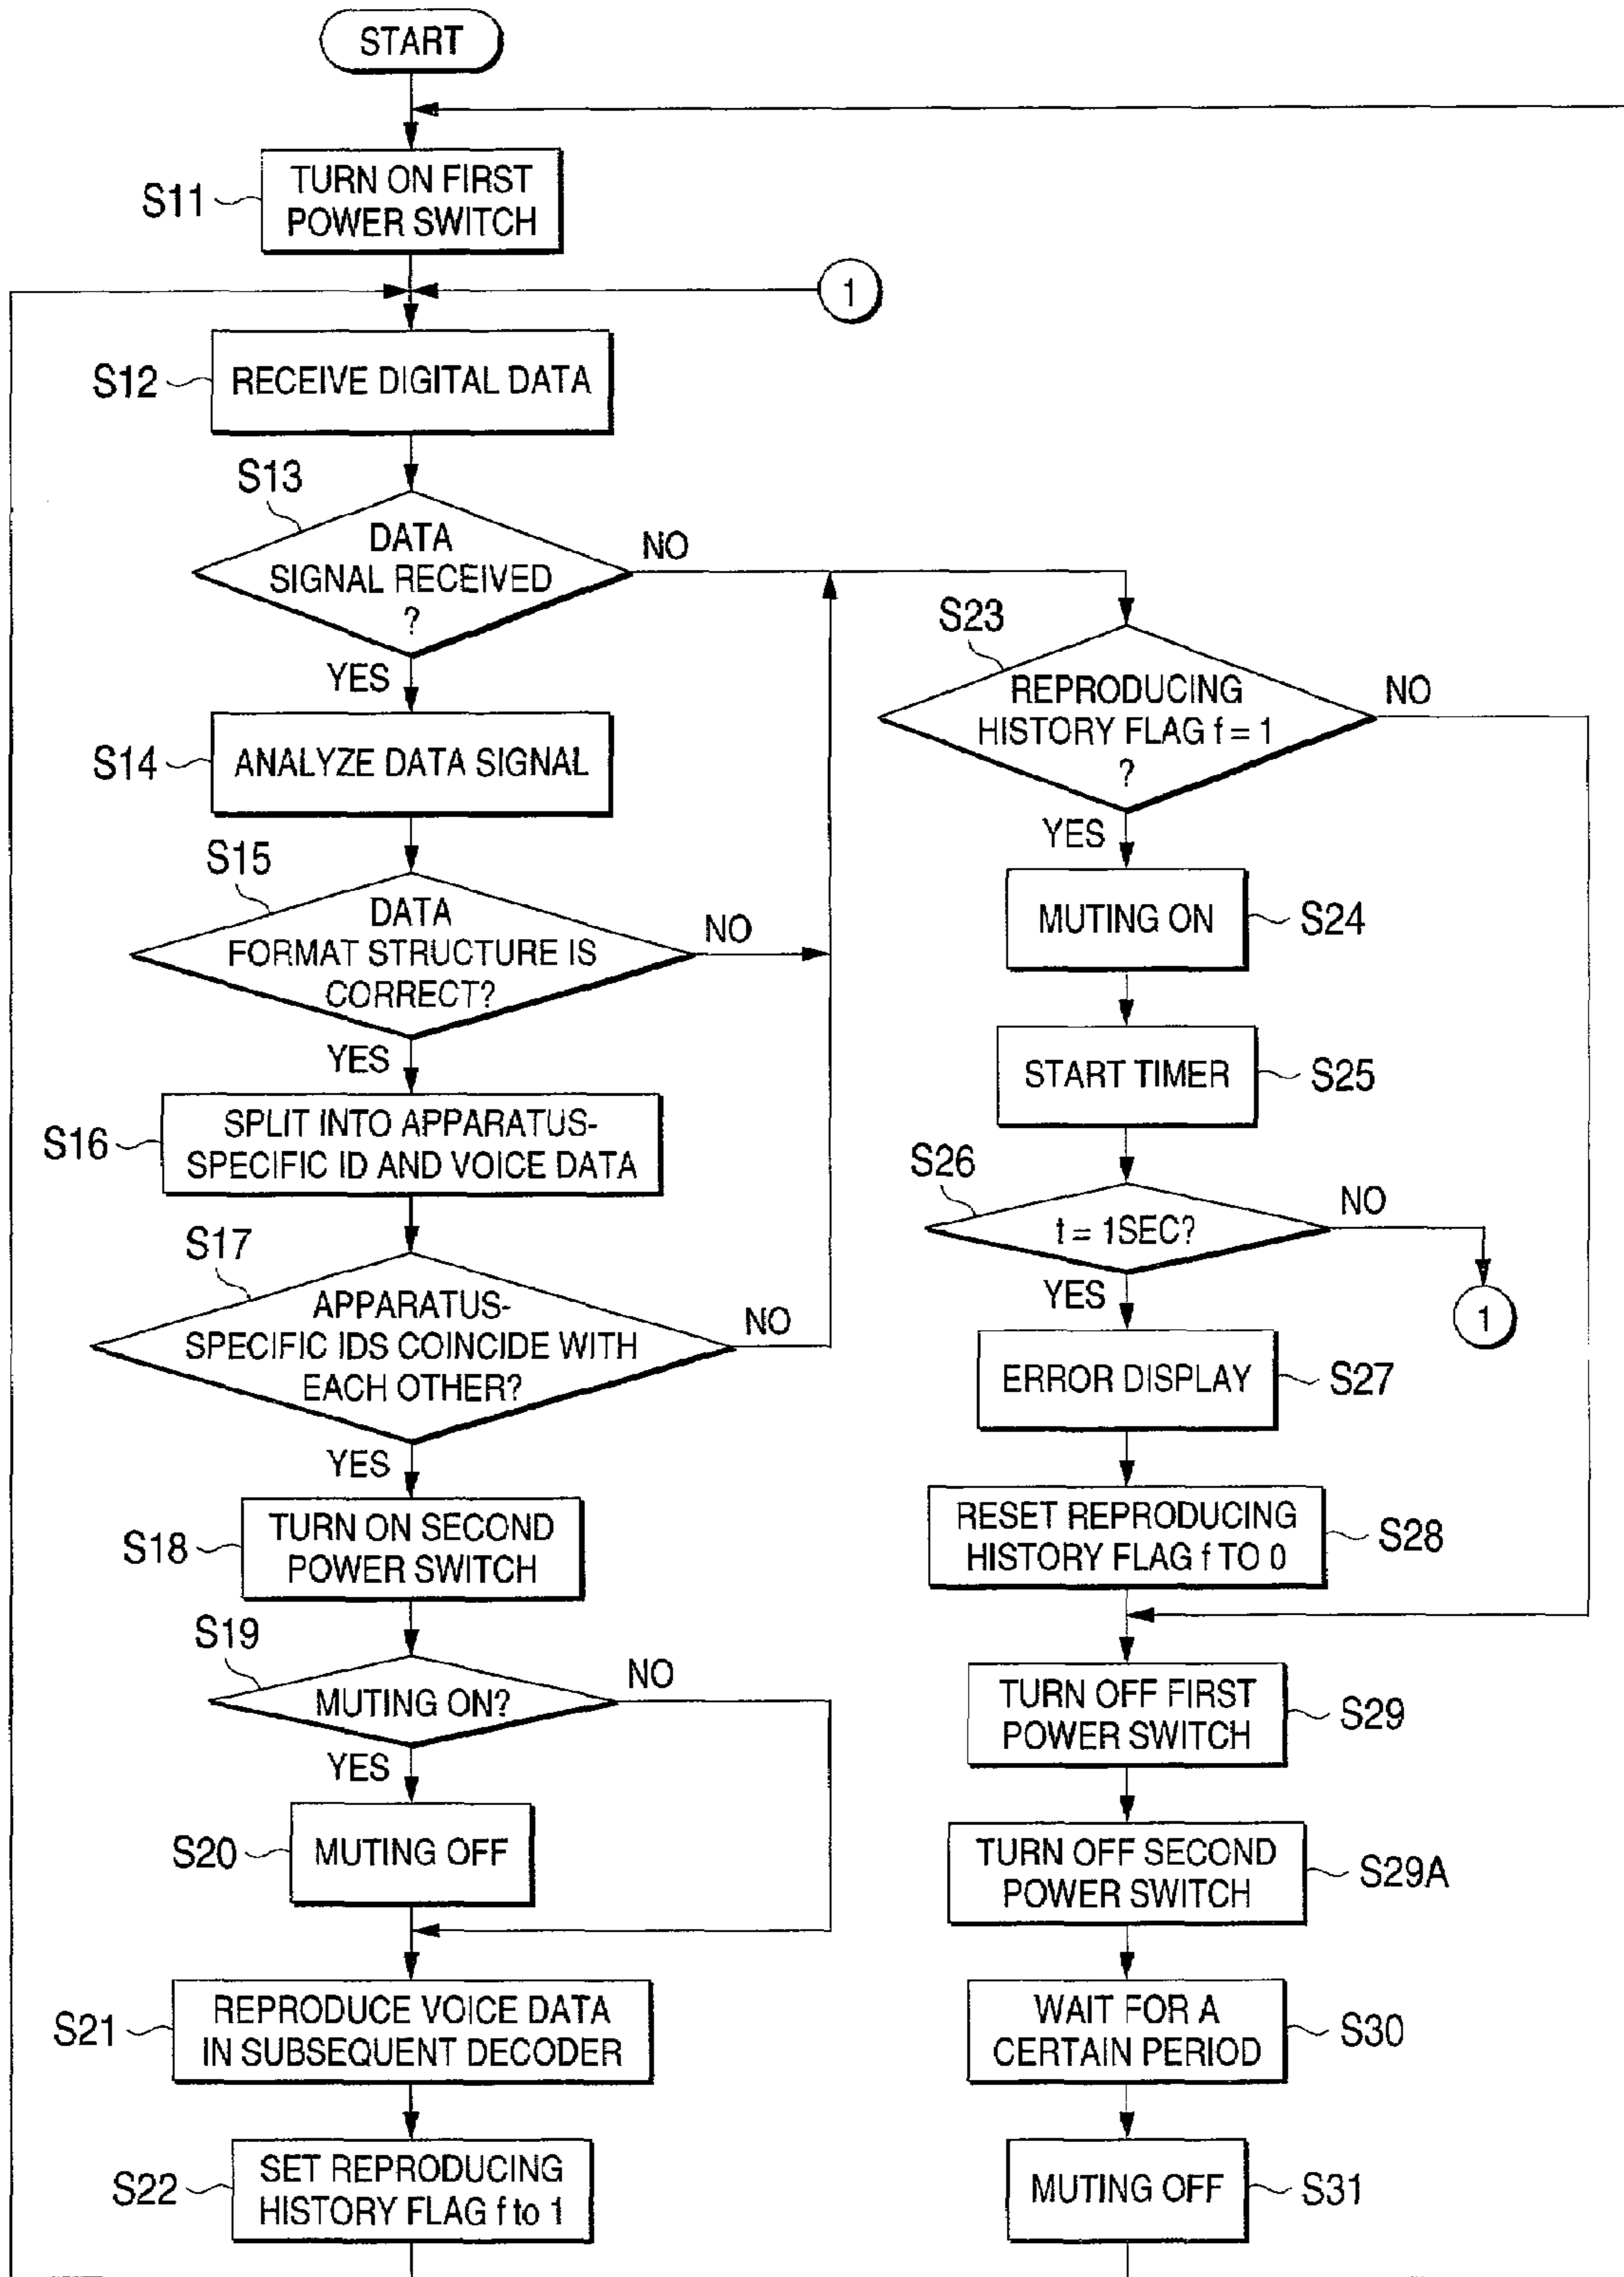 START
S11
TURN ON FIRST
POWER SWITCH
1
S12
RECEIVE DIGITAL DATA
S13
DATA
SIGNAL RECEIVED
?
NO
YES
S14
ANALYZE DATA SIGNAL
S15
DATA
FORMAT STRUCTURE IS
CORRECT?
NO
YES
S16
SPLIT INTO APPARATUS-
SPECIFIC ID AND VOICE DATA
S17
APPARATUS-
SPECIFIC IDS COINCIDE WITH
EACH OTHER?
NO
YES
S18
TURN ON SECOND
POWER SWITCH
S19
MUTING ON?
NO
YES
S20
MUTING OFF
S21
REPRODUCE VOICE DATA
IN SUBSEQUENT DECODER
S22
SET REPRODUCING
HISTORY FLAG f to 1
S23
REPRODUCING
HISTORY FLAG f = 1
?
NO
YES
MUTING ON
S24
START TIMER
S25
S26
t = 1SEC?
NO
1
YES
ERROR DISPLAY
S27
RESET REPRODUCING
HISTORY FLAG f TO 0
S28
TURN OFF FIRST
POWER SWITCH
S29
TURN OFF SECOND
POWER SWITCH
S29A
WAIT FOR A
CERTAIN PERIOD
S30
MUTING OFF
S31